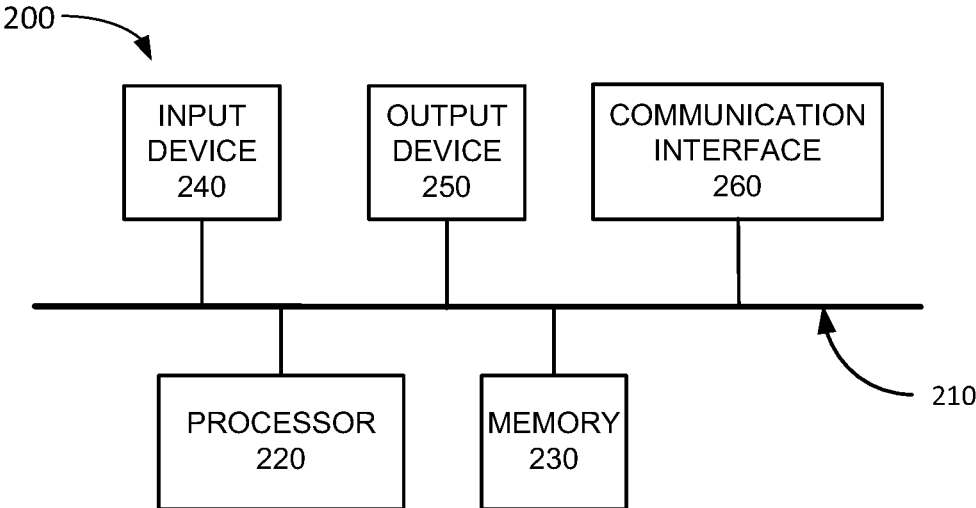 200
INPUT
DEVICE
240
OUTPUT
DEVICE
250
COMMUNICATION
INTERFACE
260
210
PROCESSOR
220
MEMORY
230